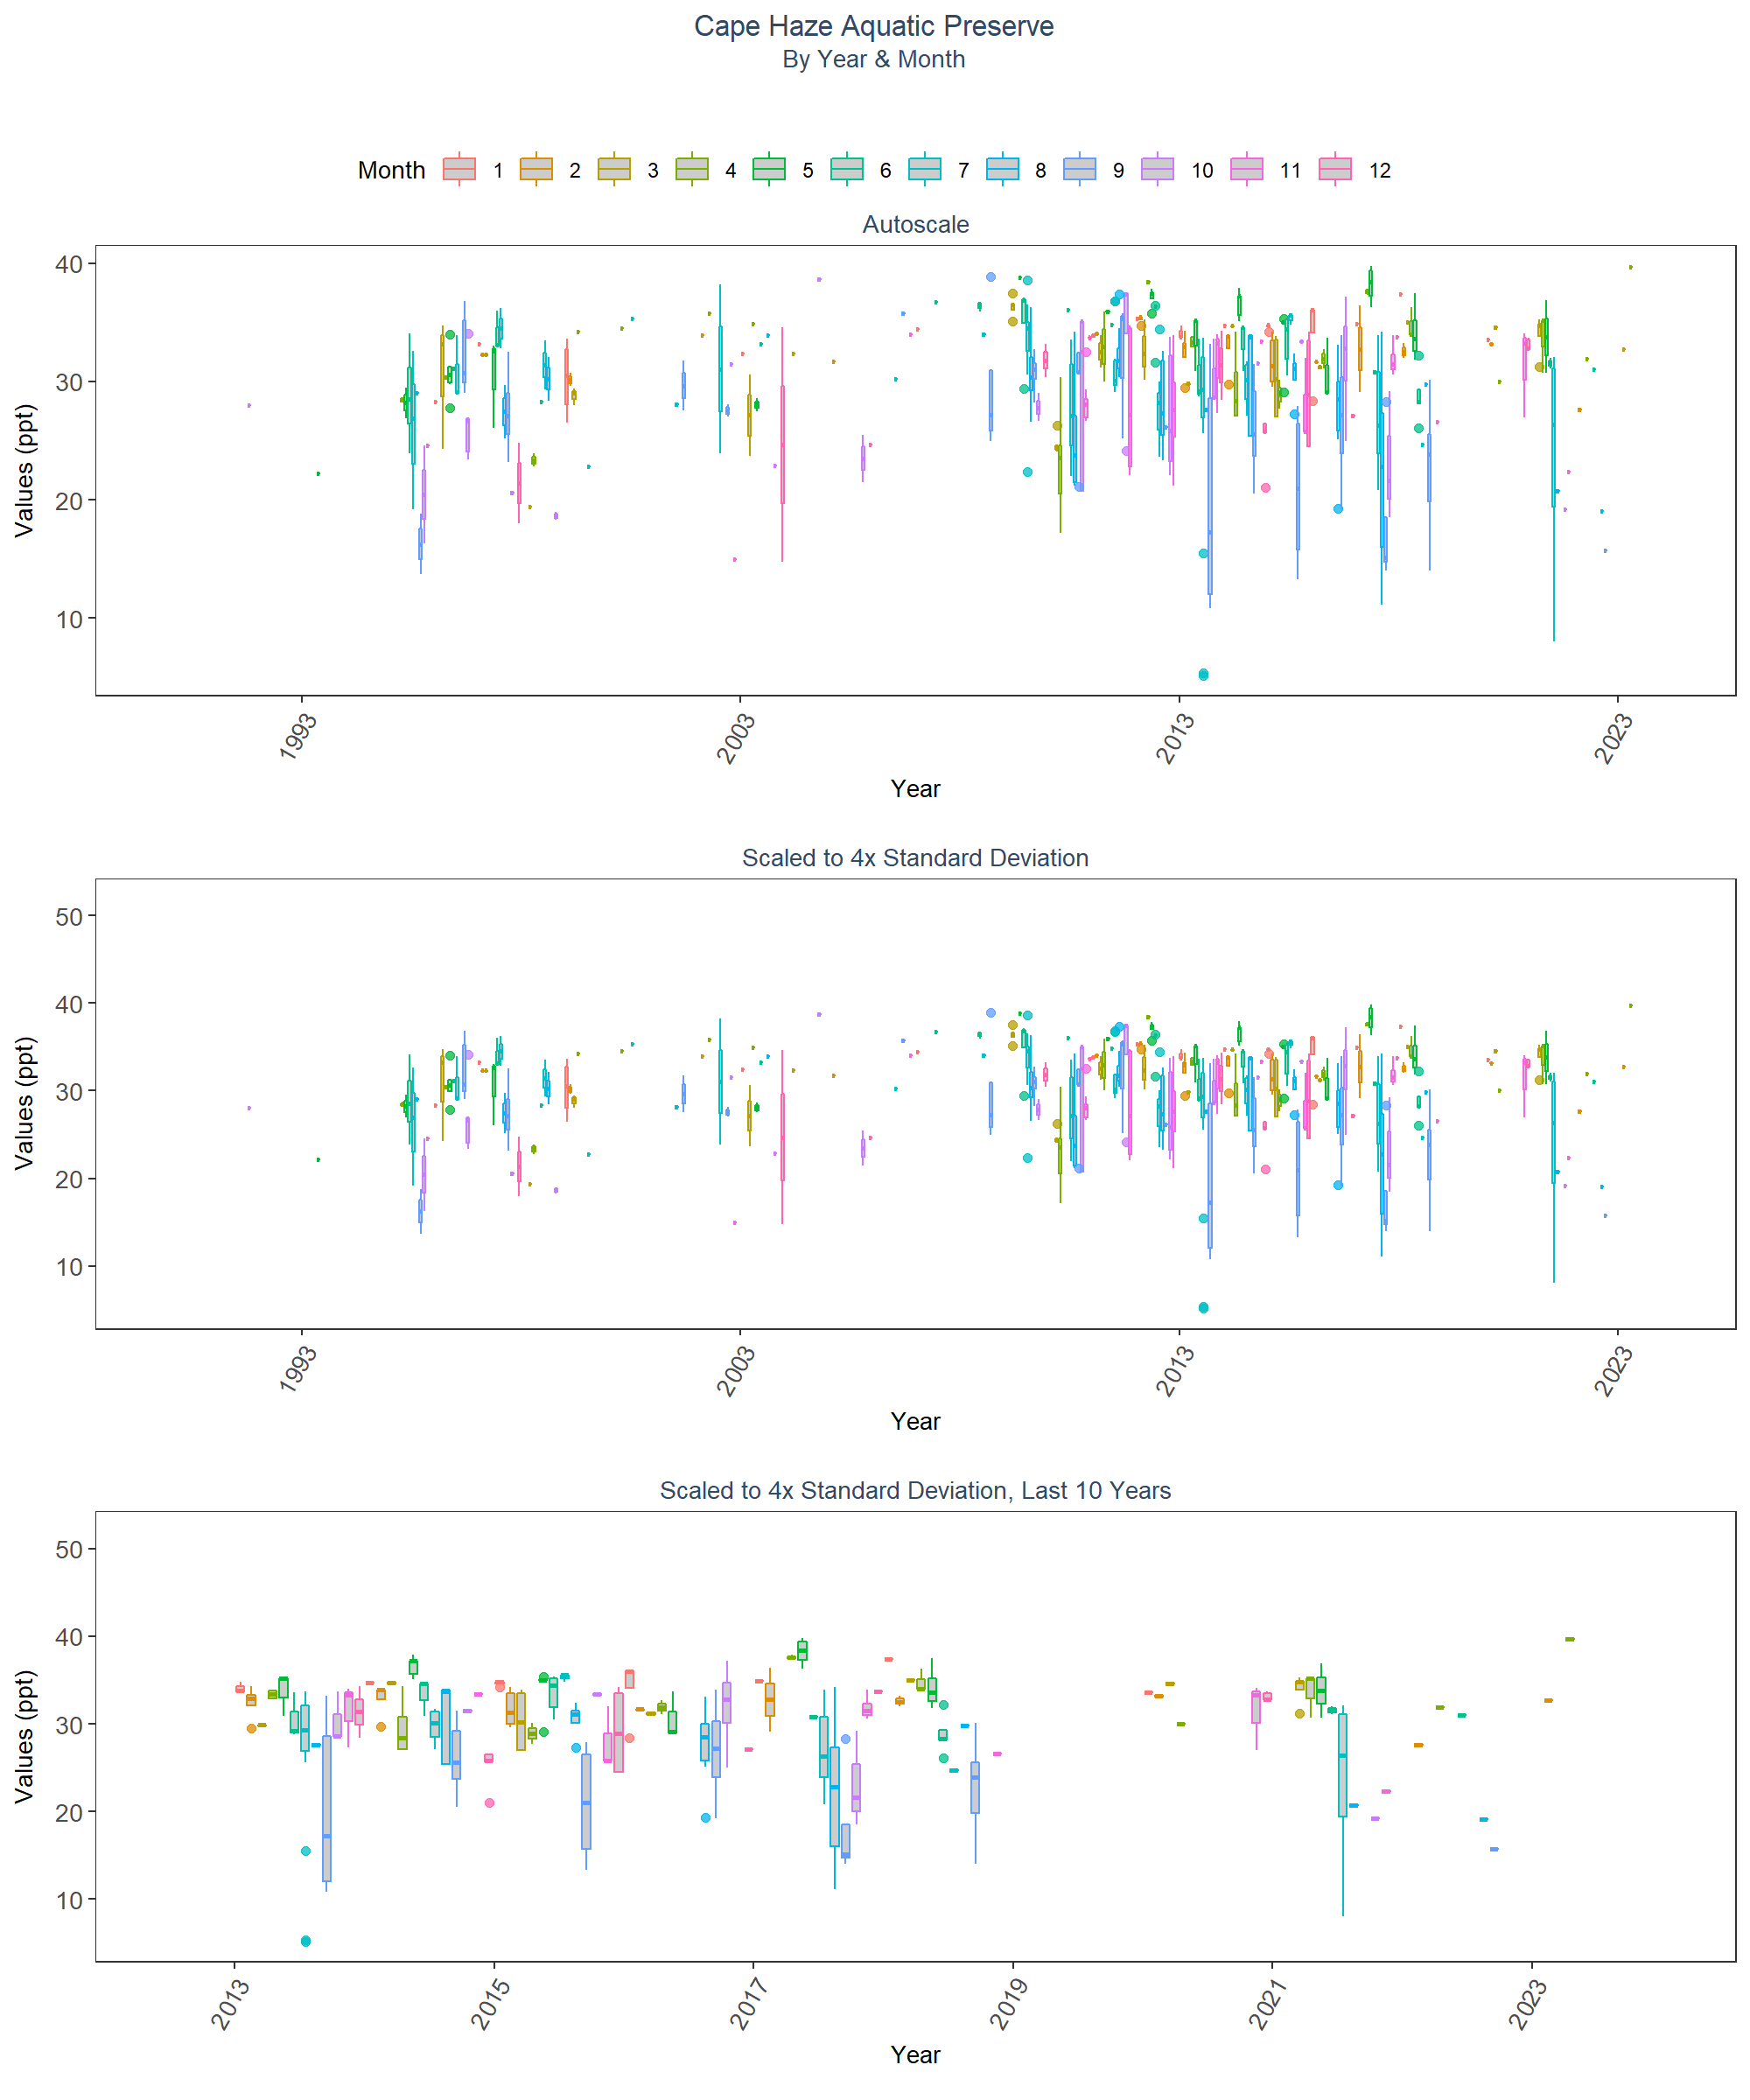 Cape Haze Aquatic Preserve
By Year & Month
Month 1 2 3 4 5 6 7 8 9 10 11 12
Autoscale
Values (ppt)
40
30
20
10
1993 2003 2013 2023
Year
Scaled to 4x Standard Deviation
Values (ppt)
50
40
30
20
10
1993 2003 2013 2023
Year
Scaled to 4x Standard Deviation, Last 10 Years
Values (ppt)
50
40
30
20
10
2013 2015 2017 2019 2021 2023
Year